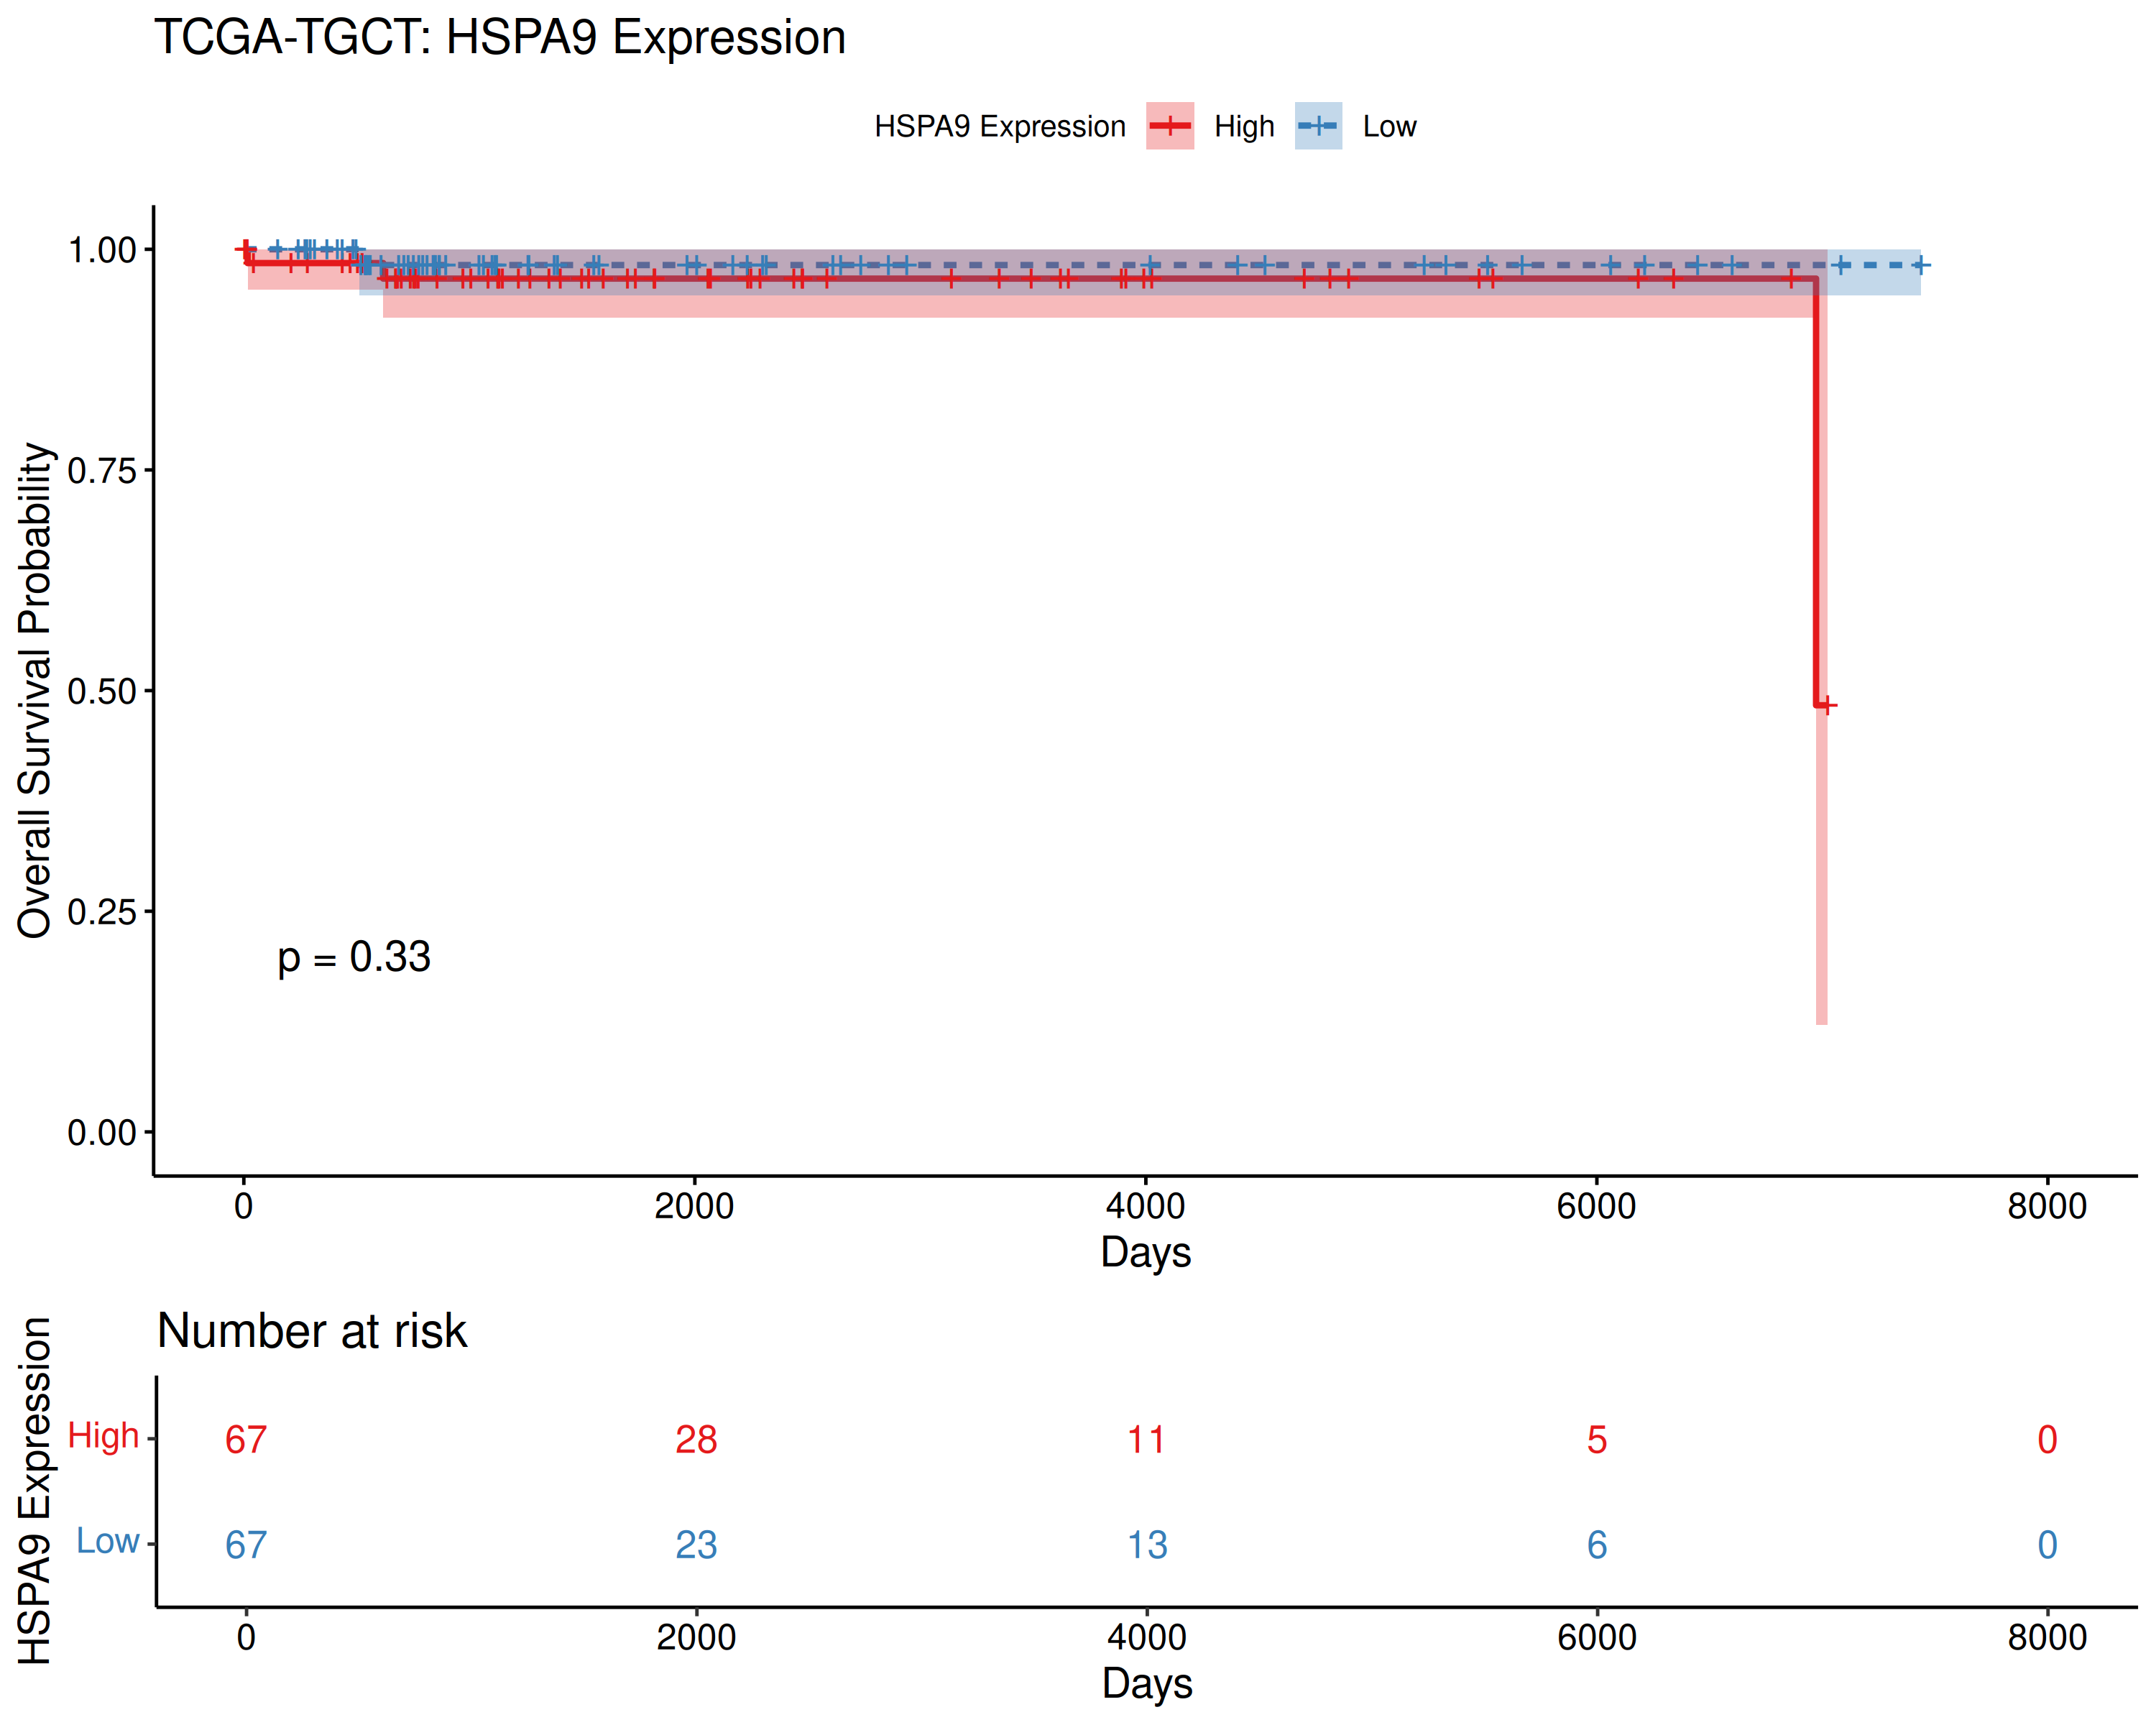 TCGA-TGCT: HSPA9 Expression
HSPA9 Expression High Low
Overall Survival Probability
1.00
0.75
0.50
0.25
0.00
p = 0.33
0 2000 4000 6000 8000
Days
Number at risk
HSPA9 Expression
High 67 28 11 5 0
Low 67 23 13 6 0
0 2000 4000 6000 8000
Days